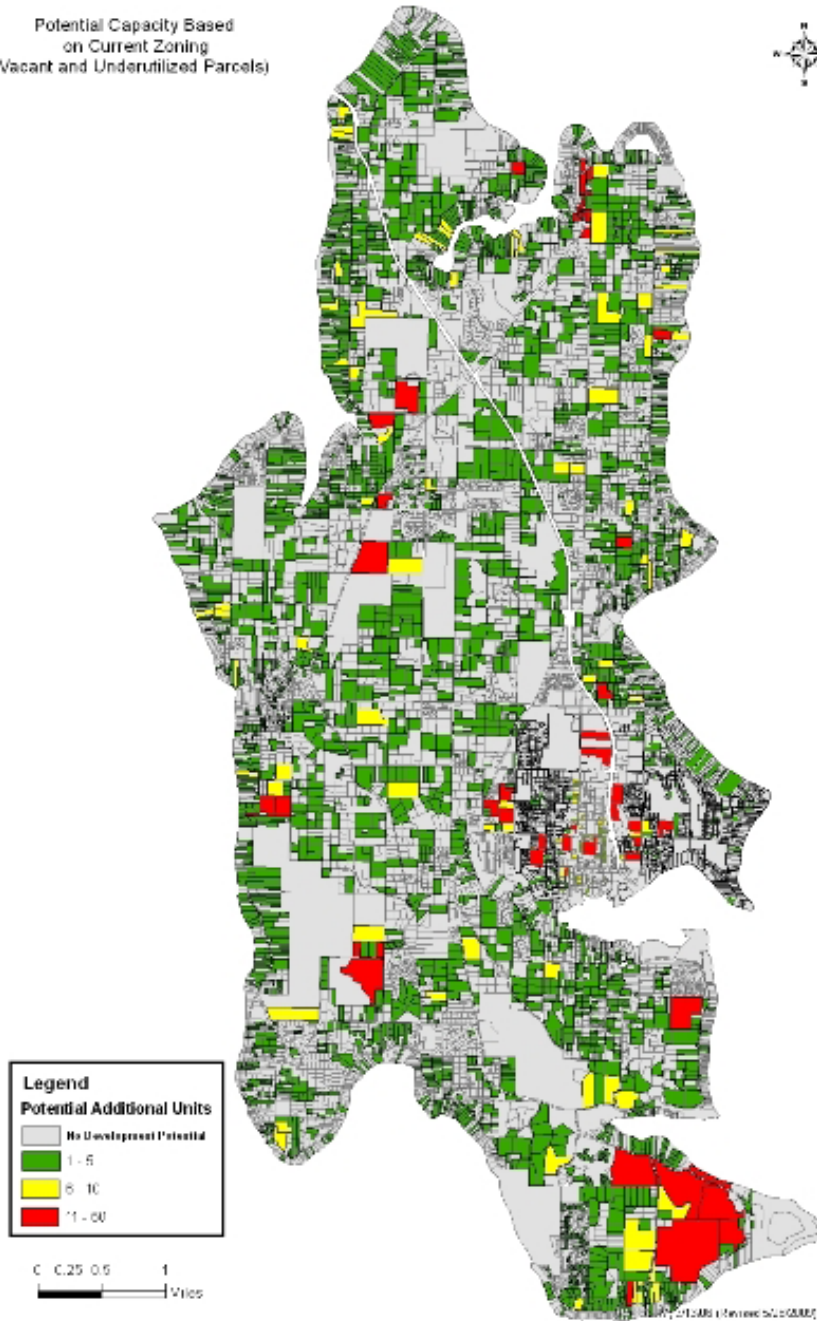 Potential Capacity Based
on Current Zoning
Vacant and Underutilized Parcels)
N
W
S
Legend
Potential Additional Units
No Development Potential
1 - 5
6 - 10
11 - 60
0 0.25 0.5 1
Miles
(Revised